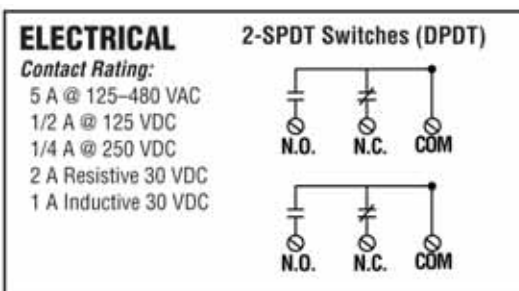 ELECTRICAL
Contact Rating:
5 A @ 125–480 VAC
1/2 A @ 125 VDC
1/4 A @ 250 VDC
2 A Resistive 30 VDC
1 A Inductive 30 VDC
2-SPDT Switches (DPDT)
N.O. N.C. COM
N.O. N.C. COM